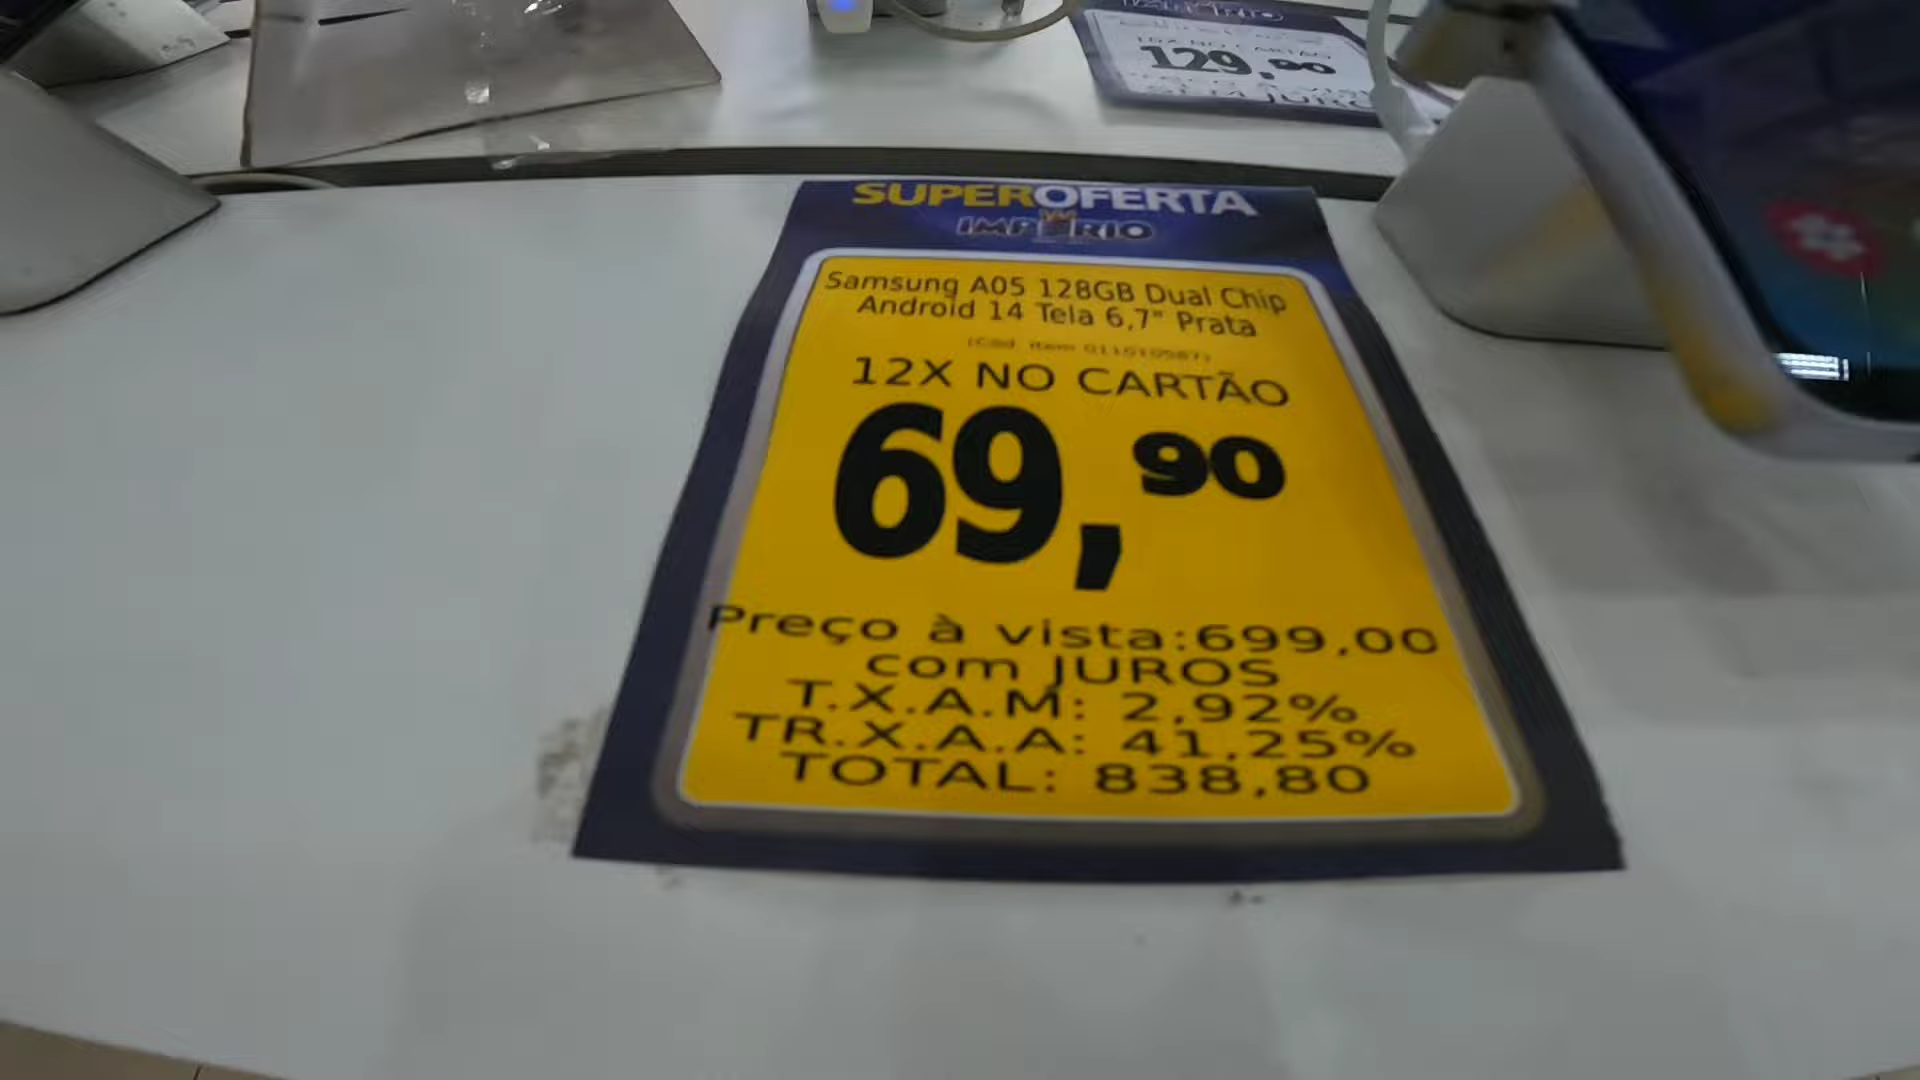 SUPEROFERTA
IMPÉRIO
Samsung A05 128GB Dual Chip
Android 14 Tela 6,7" Prata
12X NO CARTÃO
69,90
Preço à vista:699,00
com JUROS
T.X.A.M: 2,92%
TR.X.A.A: 41,25%
TOTAL: 838,80
129,90